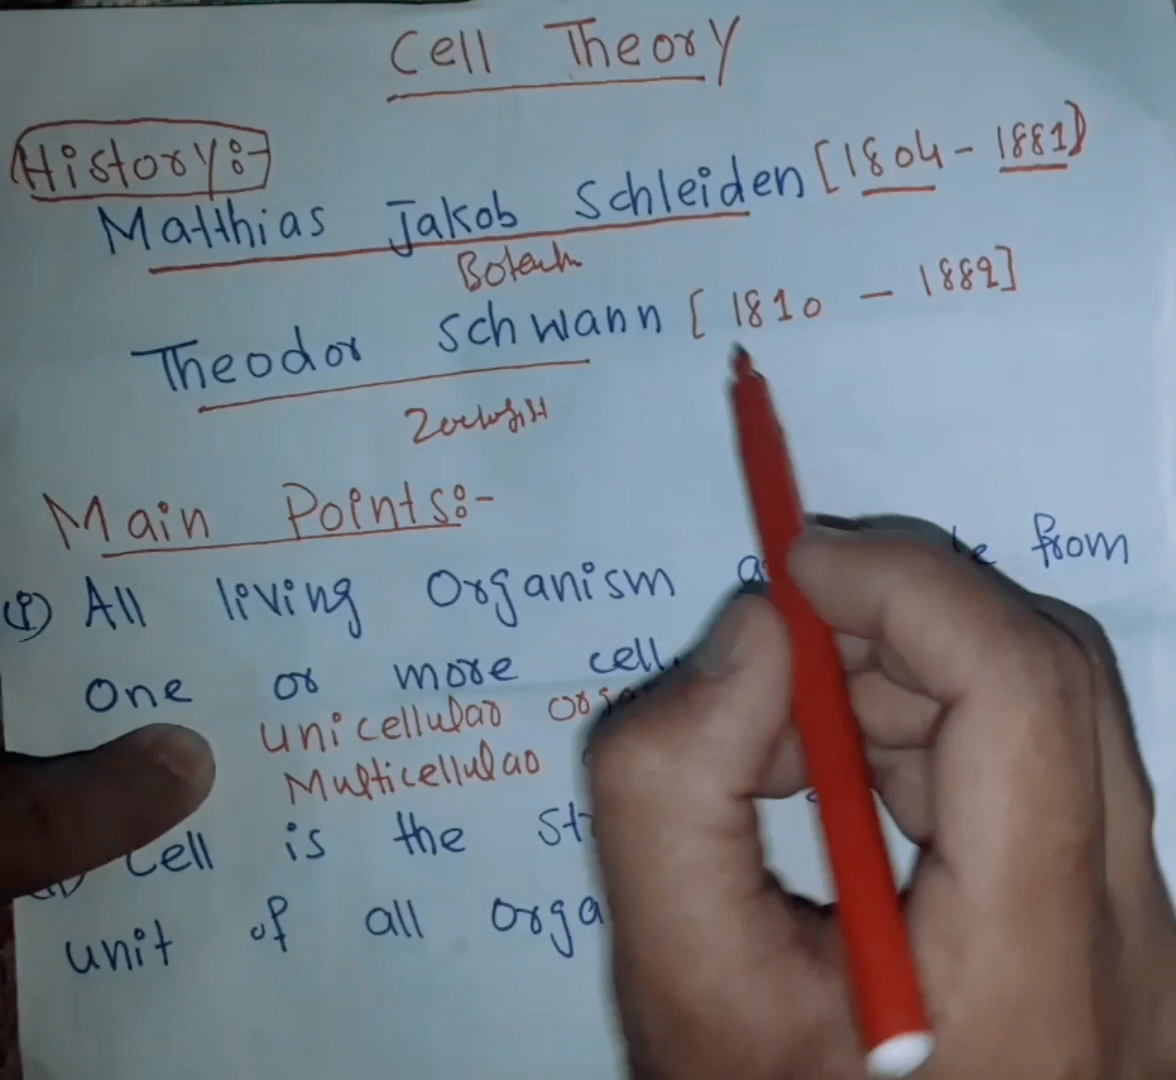 Cell Theory
History:-
Matthias Jakob Schleiden [1804 - 1881)
Theodor Schwann [1810 - 1882]
Zoologist
Main Points:-
(i) All living Organism from
One or more cell.
Unicellular
Multicellular
Cell is the
unit of all